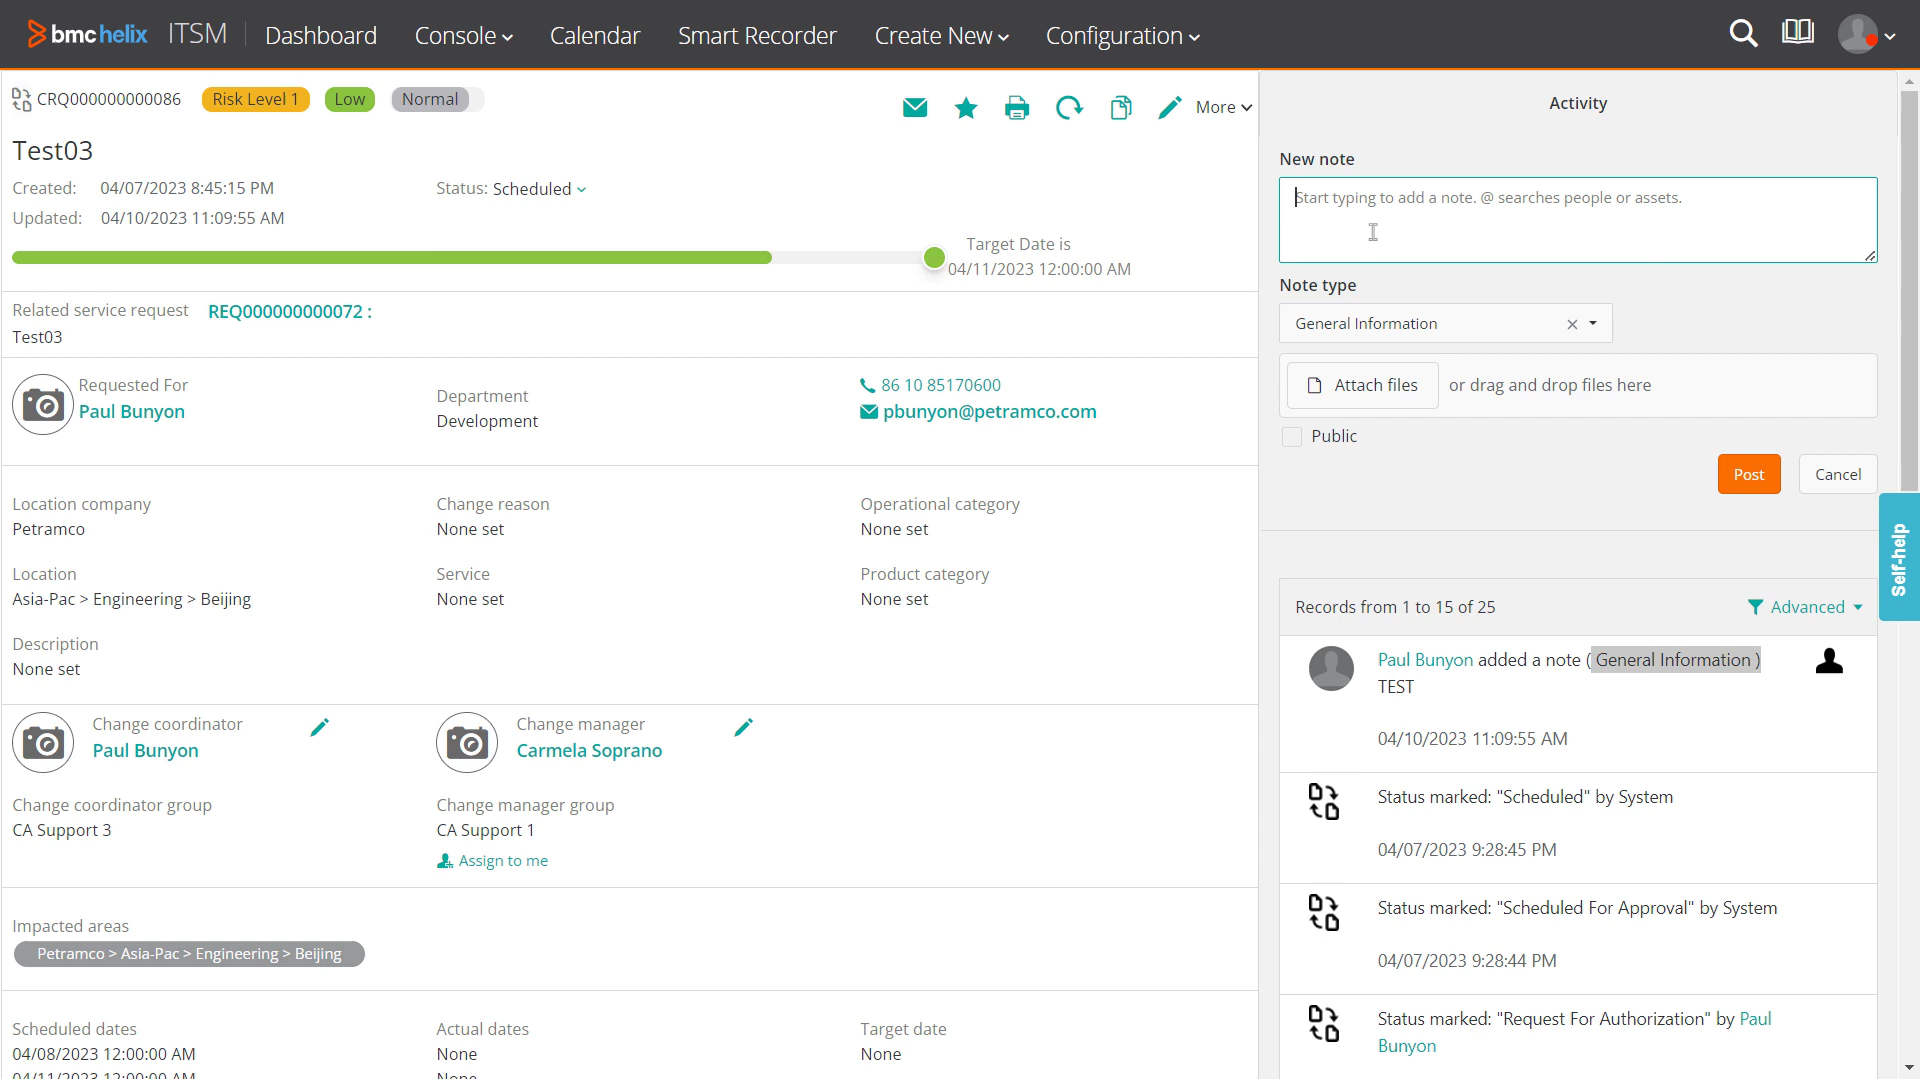 bmchelix ITSM Dashboard Console Calendar Smart Recorder Create New Configuration
CRQ000000000086 Risk Level 1 Low Normal
More
Test03
Created: 04/07/2023 8:45:15 PM
Status: Scheduled
Updated: 04/10/2023 11:09:55 AM
Target Date is
04/11/2023 12:00:00 AM
Related service request REQ000000000072 :
Test03
Requested For
Paul Bunyon
Department
Development
86 10 85170600
pbunyon@petramco.com
Location company
Petramco
Change reason
None set
Operational category
None set
Location
Asia-Pac > Engineering > Beijing
Service
None set
Product category
None set
Description
None set
Change coordinator
Paul Bunyon
Change manager
Carmela Soprano
Change coordinator group
CA Support 3
Change manager group
CA Support 1
Assign to me
Impacted areas
Petramco > Asia-Pac > Engineering > Beijing
Scheduled dates
04/08/2023 12:00:00 AM
04/11/2023 12:00:00 AM
Actual dates
None
None
Target date
None
Activity
New note
Start typing to add a note. @ searches people or assets.
Note type
General Information
Attach files or drag and drop files here
Public
Post Cancel
Self-help
Records from 1 to 15 of 25 Advanced
Paul Bunyon added a note ( General Information )
TEST
04/10/2023 11:09:55 AM
Status marked: "Scheduled" by System
04/07/2023 9:28:45 PM
Status marked: "Scheduled For Approval" by System
04/07/2023 9:28:44 PM
Status marked: "Request For Authorization" by Paul
Bunyon